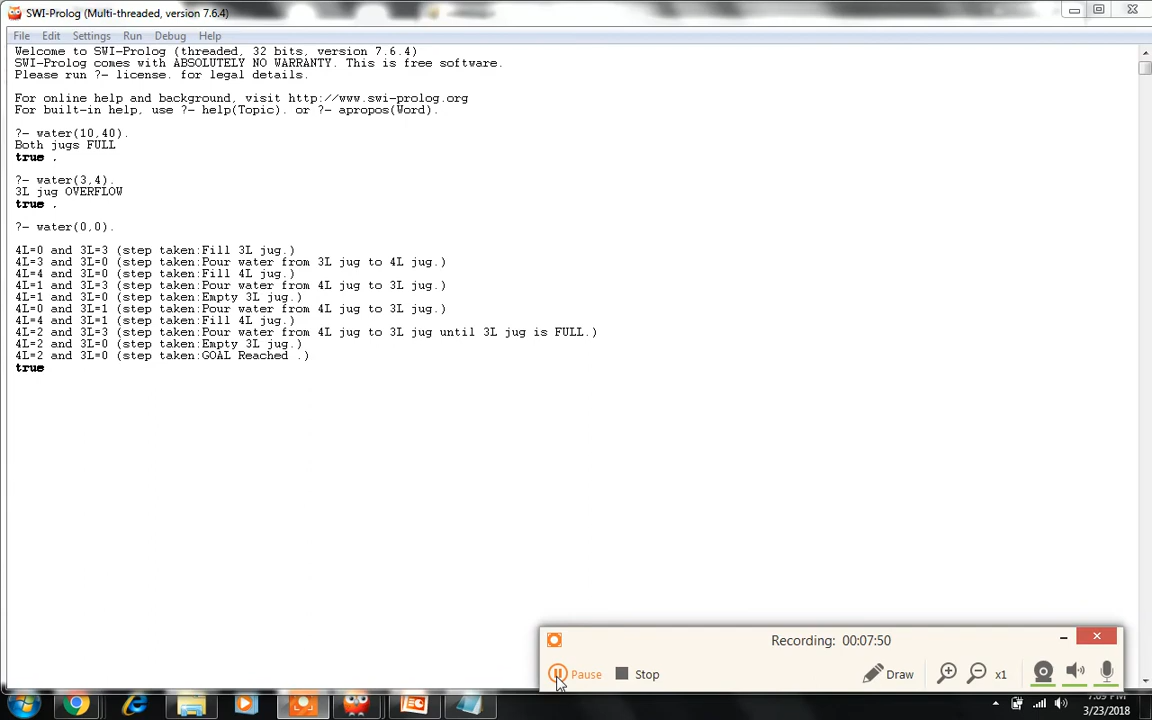 SWI-Prolog (Multi-threaded, version 7.6.4)
File Edit Settings Run Debug Help
Welcome to SWI-Prolog (threaded, 32 bits, version 7.6.4)
SWI-Prolog comes with ABSOLUTELY NO WARRANTY. This is free software.
Please run ?- license. for legal details.
For online help and background, visit http://www.swi-prolog.org
For built-in help, use ?- help(Topic). or ?- apropos(Word).
?- water(10,40).
Both jugs FULL
true .
?- water(3,4).
3L jug OVERFLOW
true .
?- water(0,0).
4L=0 and 3L=3 (step taken:Fill 3L jug.)
4L=3 and 3L=0 (step taken:Pour water from 3L jug to 4L jug.)
4L=4 and 3L=0 (step taken:Fill 4L jug.)
4L=1 and 3L=3 (step taken:Pour water from 4L jug to 3L jug.)
4L=1 and 3L=0 (step taken:Empty 3L jug.)
4L=0 and 3L=1 (step taken:Pour water from 4L jug to 3L jug.)
4L=4 and 3L=1 (step taken:Fill 4L jug.)
4L=2 and 3L=3 (step taken:Pour water from 4L jug to 3L jug until 3L jug is FULL.)
4L=2 and 3L=0 (step taken:Empty 3L jug.)
4L=2 and 3L=0 (step taken:GOAL Reached .)
true
Recording: 00:07:50
Pause Stop Draw x1
7:09 PM
3/23/2018